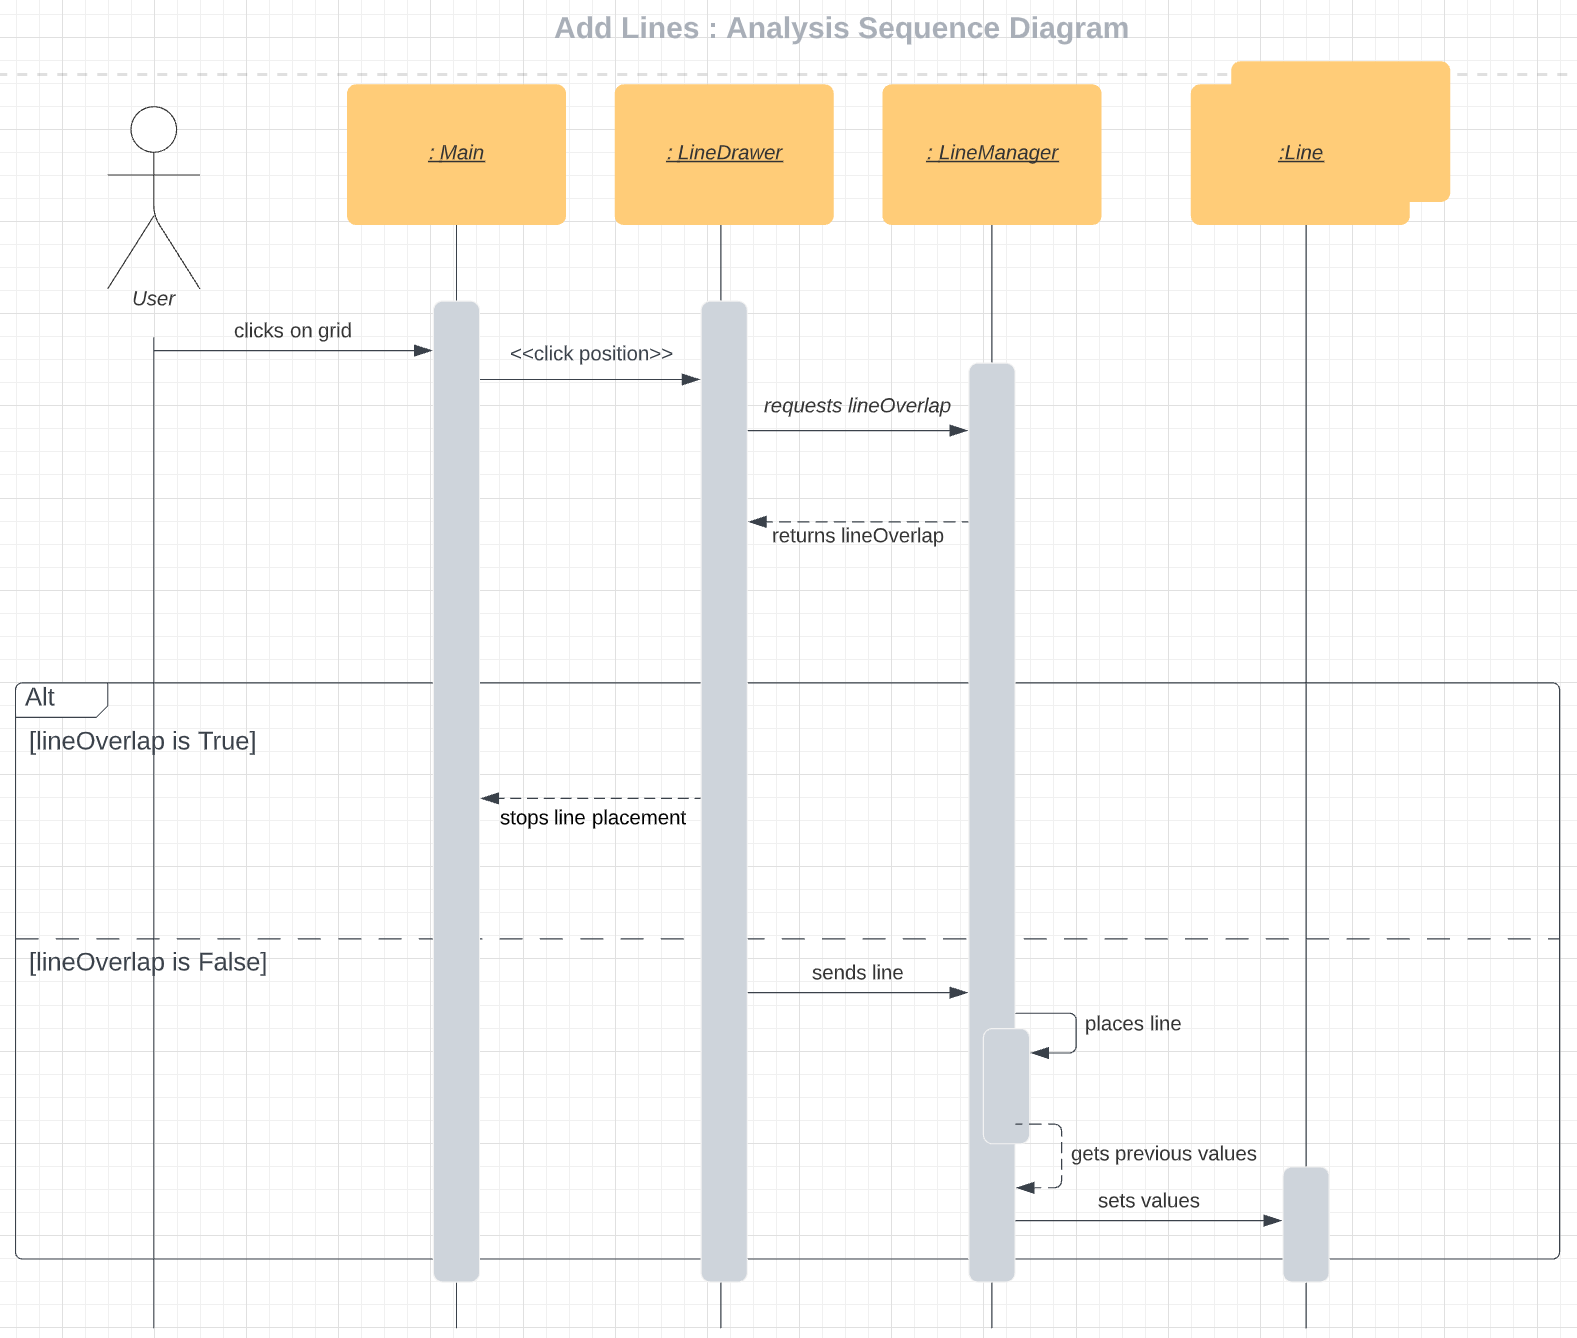 Add Lines : Analysis Sequence Diagram
: Main
: LineDrawer
: LineManager
:Line
User
clicks on grid
<<click position>>
requests lineOverlap
returns lineOverlap
Alt
[lineOverlap is True]
stops line placement
[lineOverlap is False]
sends line
places line
gets previous values
sets values